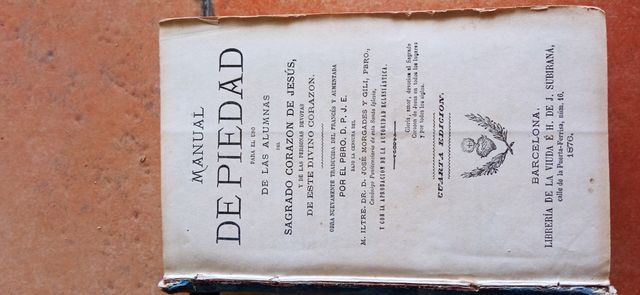 MANUAL
DE PIEDAD
PARA EL USO
DE LAS ALUMNAS
DEL
SAGRADO CORAZON DE JESÚS,
Y DE LAS PERSONAS DEVOTAS
DE ESTE DIVINO CORAZON.
OBRA NUEVAMENTE TRADUCIDA DEL FRANCÉS Y AUMENTADA
POR EL PBRO. D. P. J. E.
BAJO LA CENSURA DEL
M. ILTRE. DR. D. JOSÉ MORGADES Y GILI, PBRO.,
Canónigo Penitenciario de esta Santa Iglesia,
Y CON LA APROBACION DE LA AUTORIDAD ECLESIÁSTICA.
Gloria, amor, devocion al Sagrado
Corazon de Jesus en todos los lugares
y por todos los siglos.
CUARTA EDICION.
BARCELONA.
LIBRERÍA DE LA VIUDA É H. DE J. SUBIRANA,
calle de la Puerta-Ferrisa, núm. 16.
1876.